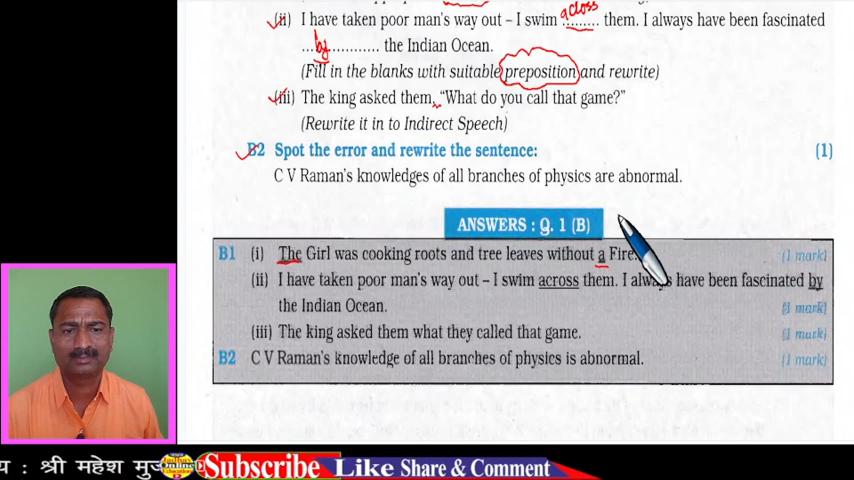 (ii) I have taken poor man's way out – I swim ......... them. I always have been fascinated
across
... by ............ the Indian Ocean.
(Fill in the blanks with suitable preposition and rewrite)
(iii) The king asked them, "What do you call that game?"
(Rewrite it in to Indirect Speech)
B2 Spot the error and rewrite the sentence: (1)
C V Raman's knowledges of all branches of physics are abnormal.
ANSWERS : Q. 1 (B)
B1 (i) The Girl was cooking roots and tree leaves without a Fire. (1 mark)
(ii) I have taken poor man's way out – I swim across them. I always have been fascinated by
the Indian Ocean. (1 mark)
(iii) The king asked them what they called that game. (1 mark)
B2 C V Raman's knowledge of all branches of physics is abnormal. (1 mark)
य : श्री महेश Online Subscribe Like Share & Comment